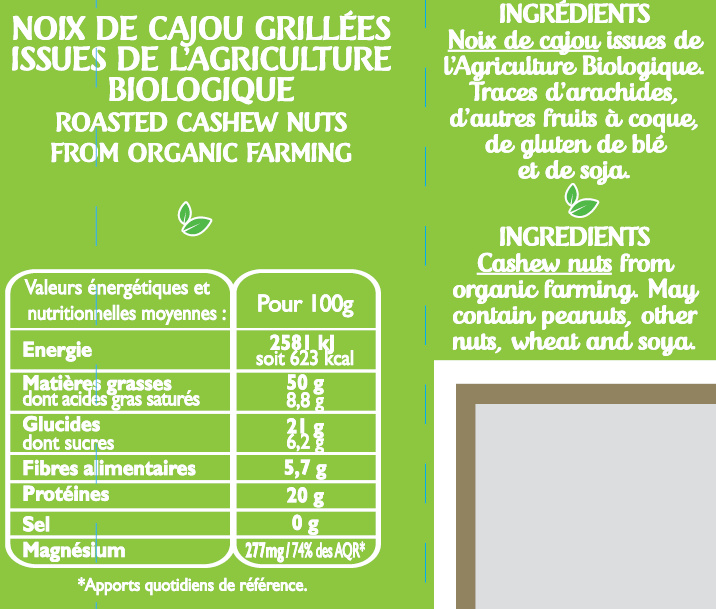 NOIX DE CAJOU GRILLÉES
ISSUES DE L'AGRICULTURE
BIOLOGIQUE
ROASTED CASHEW NUTS
FROM ORGANIC FARMING
Valeurs énergétiques et
nutritionnelles moyennes :
Pour 100g
Energie
2581 kJ
soit 623 kcal
Matières grasses
50 g
dont acides gras saturés
8,8 g
Glucides
21 g
dont sucres
6,2 g
Fibres alimentaires
5,7 g
Protéines
20 g
Sel
0 g
Magnésium
277mg / 74% des AQR*
*Apports quotidiens de référence.
INGRÉDIENTS
Noix de cajou issues de
l'Agriculture Biologique.
Traces d'arachides,
d'autres fruits à coque,
de gluten de blé
et de soja.
INGREDIENTS
Cashew nuts from
organic farming. May
contain peanuts, other
nuts, wheat and soya.